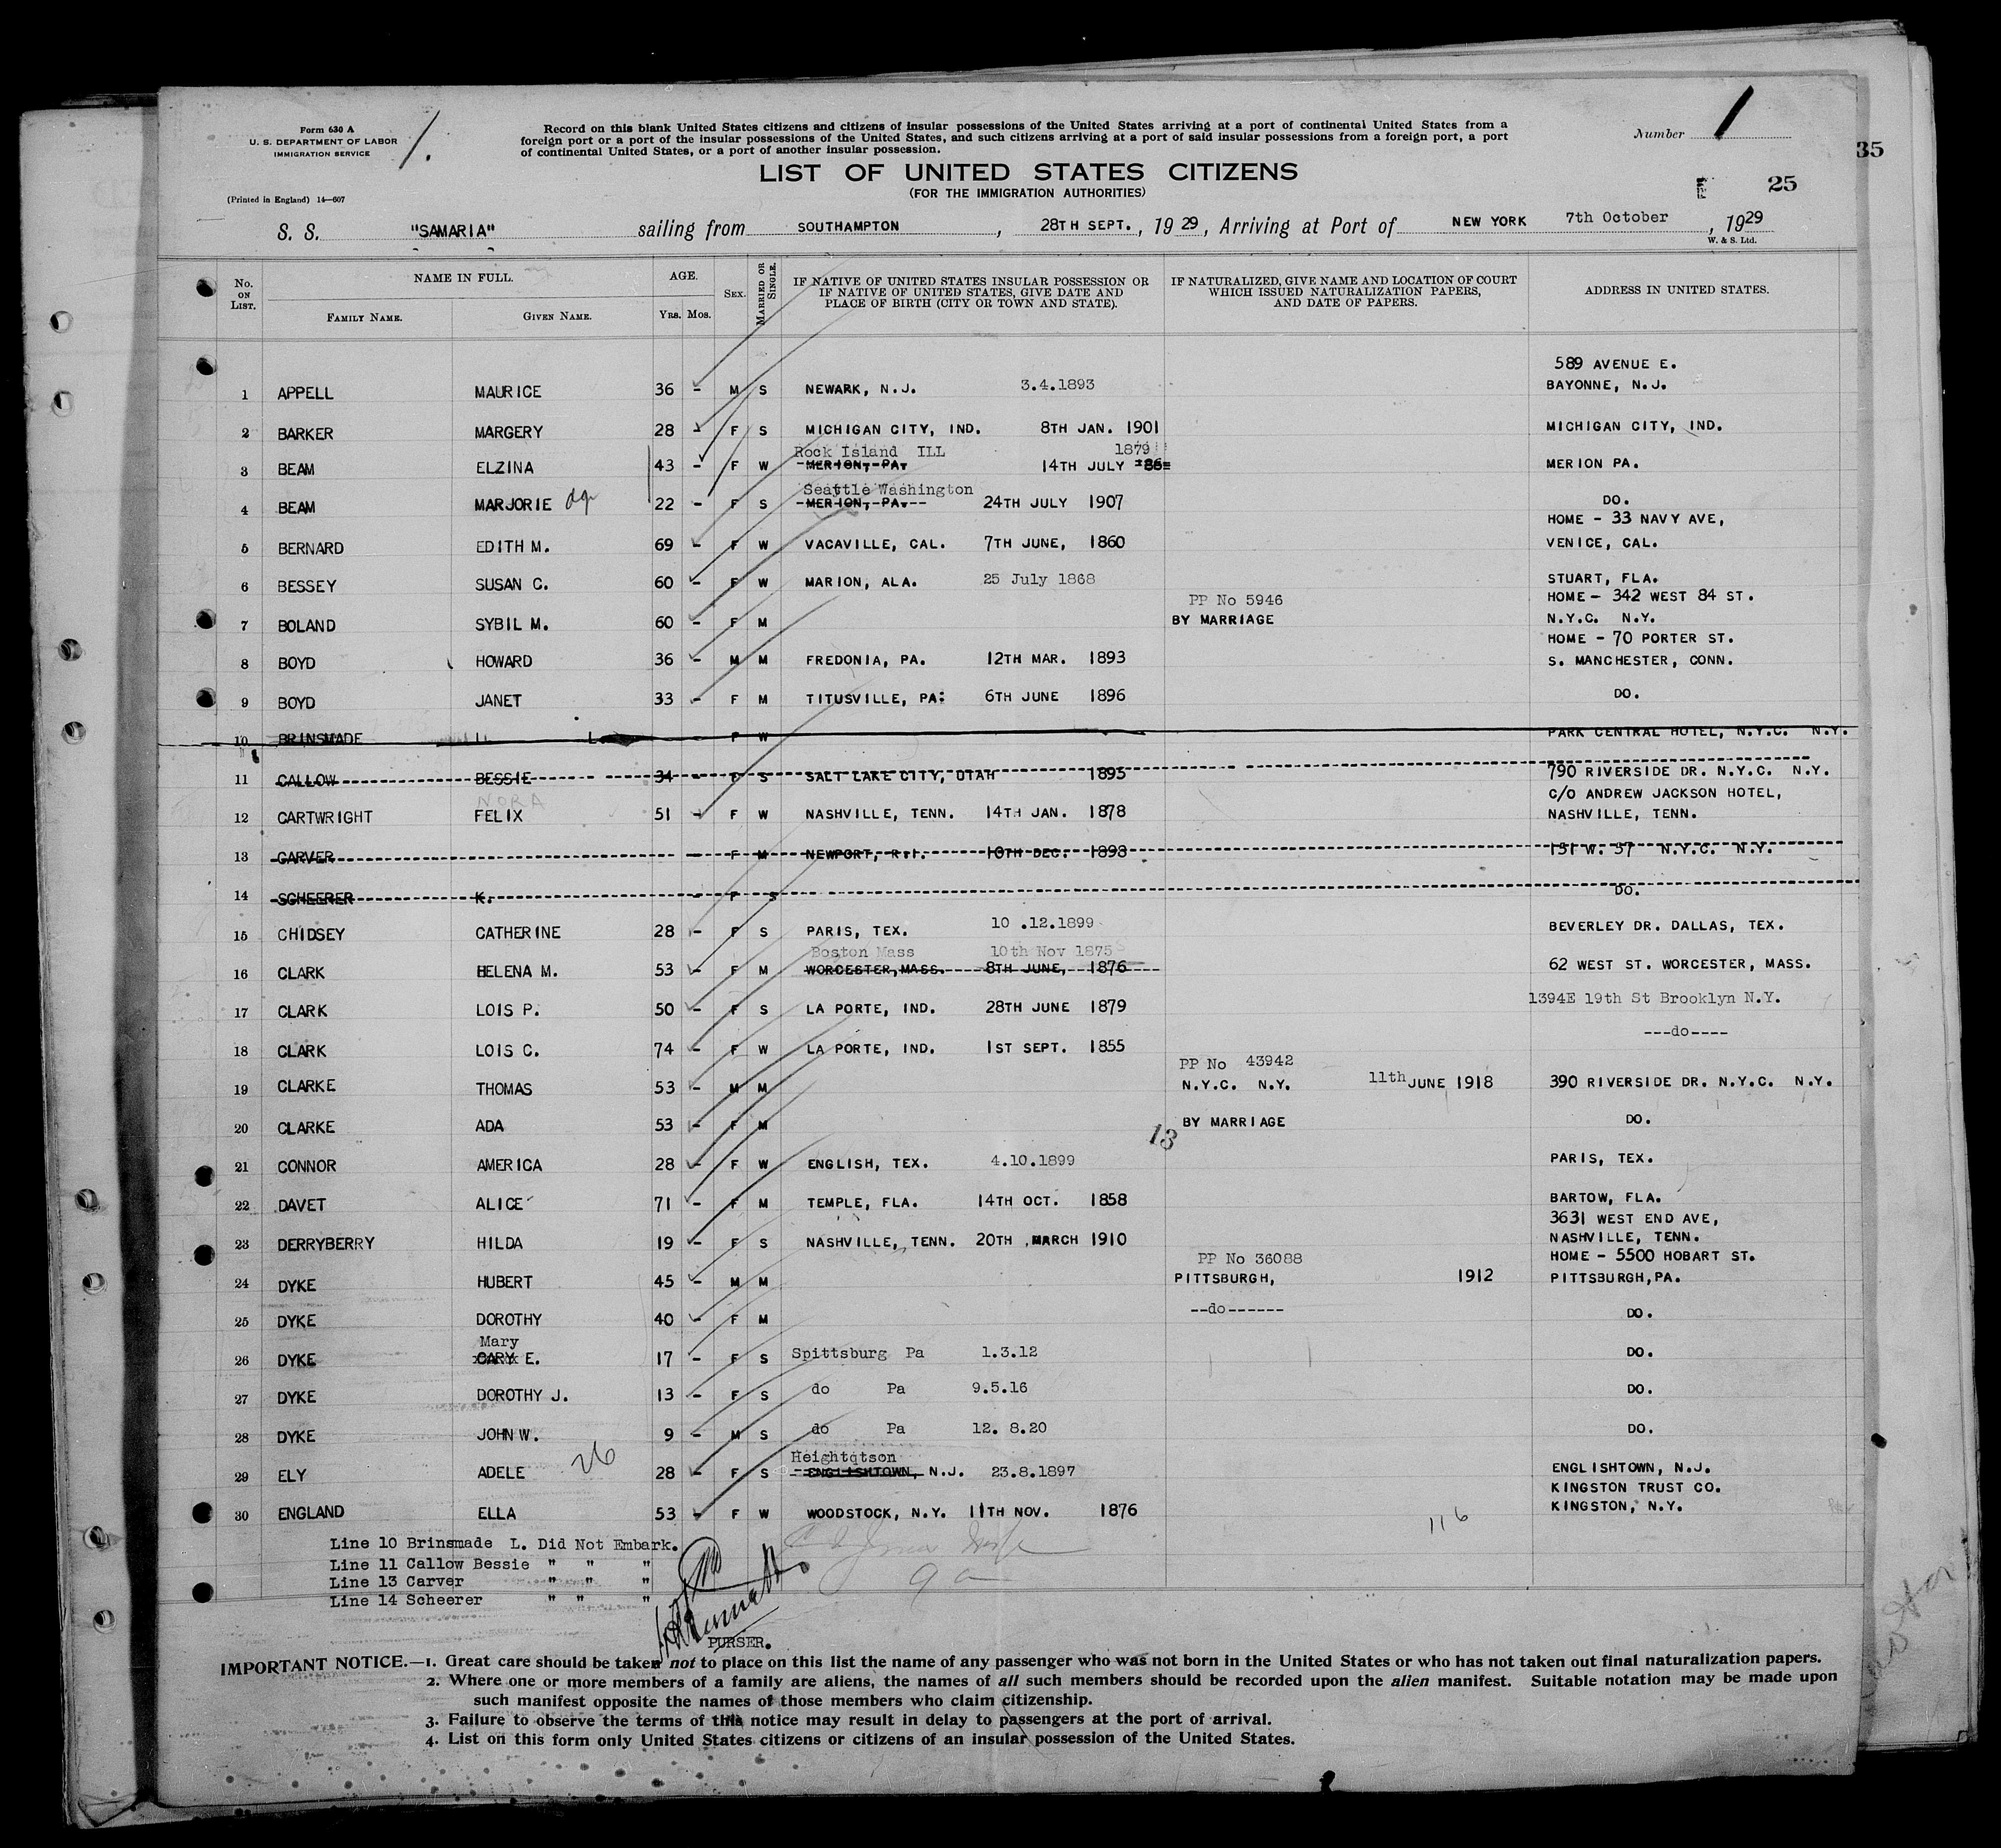 Form 630 A
U. S. DEPARTMENT OF LABOR
IMMIGRATION SERVICE
1.
(Printed in England) 14—607
Record on this blank United States citizens and citizens of insular possessions of the United States arriving at a port of continental United States from a
foreign port or a port of the insular possessions of the United States, and such citizens arriving at a port of said insular possessions from a foreign port, a port
of continental United States, or a port of another insular possession.
Number 1
35
LIST OF UNITED STATES CITIZENS
(FOR THE IMMIGRATION AUTHORITIES)
25
S. S. "SAMARIA" sailing from SOUTHAMPTON, 28TH SEPT., 1929, Arriving at Port of NEW YORK 7th October, 1929
W. & S. Ltd.
No. ON LIST. NAME IN FULL. FAMILY NAME. GIVEN NAME. AGE. YRS. MOS. SEX. MARRIED OR SINGLE.
IF NATIVE OF UNITED STATES INSULAR POSSESSION OR
IF NATIVE OF UNITED STATES, GIVE DATE AND
PLACE OF BIRTH (CITY OR TOWN AND STATE).
IF NATURALIZED, GIVE NAME AND LOCATION OF COURT
WHICH ISSUED NATURALIZATION PAPERS,
AND DATE OF PAPERS.
ADDRESS IN UNITED STATES.
589 AVENUE E.
1 APPELL MAURICE 36 - M S NEWARK, N.J. 3.4.1893 BAYONNE, N.J.
2 BARKER MARGERY 28 - F S MICHIGAN CITY, IND. 8TH JAN. 1901 MICHIGAN CITY, IND.
Rock Island ILL 1879
3 BEAM ELZINA 43 - F W MERION, PA. 14TH JULY MERION PA.
Seattle Washington
4 BEAM MARJORIE 22 - F S MERION, PA. 24TH JULY 1907 DO.
HOME - 33 NAVY AVE,
5 BERNARD EDITH M. 69 - F W VACAVILLE, CAL. 7TH JUNE, 1860 VENICE, CAL.
6 BESSEY SUSAN C. 60 - F W MARION, ALA. 25 July 1868 STUART, FLA.
PP No 5946 HOME - 342 WEST 84 ST.
7 BOLAND SYBIL M. 60 - F M BY MARRIAGE N.Y.C. N.Y.
HOME - 70 PORTER ST.
8 BOYD HOWARD 36 - M M FREDONIA, PA. 12TH MAR. 1893 S. MANCHESTER, CONN.
9 BOYD JANET 33 - F M TITUSVILLE, PA: 6TH JUNE 1896 DO.
10 BRINSMADE L F W PARK CENTRAL HOTEL, N.Y.C. N.Y.
11 CALLOW BESSIE 34 - F S SALT LAKE CITY, UTAH 1895 790 RIVERSIDE DR. N.Y.C. N.Y.
NORA C/O ANDREW JACKSON HOTEL,
12 CARTWRIGHT FELIX 51 - F W NASHVILLE, TENN. 14TH JAN. 1878 NASHVILLE, TENN.
13 CARVER - F M NEWPORT, R.I. 10TH DEC. 1898 151 W. 57 N.Y.C. N.Y.
14 SCHEERER K. - F S DO.
15 CHIDSEY CATHERINE 28 - F S PARIS, TEX. 10 .12.1899 BEVERLEY DR. DALLAS, TEX.
Boston Mass 10th Nov 1875
16 CLARK HELENA M. 53 - F M WORCESTER,MASS. 8TH JUNE, 1876 62 WEST ST. WORCESTER, MASS.
17 CLARK LOIS P. 50 - F S LA PORTE, IND. 28TH JUNE 1879 1394E 19th St Brooklyn N.Y.
18 CLARK LOIS C. 74 - F W LA PORTE, IND. 1ST SEPT. 1855 ---do----
PP No 43942
19 CLARKE THOMAS 53 - M M N.Y.C. N.Y. 11th JUNE 1918 390 RIVERSIDE DR. N.Y.C. N.Y.
20 CLARKE ADA 53 - F M BY MARRIAGE DO.
13
21 CONNOR AMERICA 28 - F W ENGLISH, TEX. 4.10.1899 PARIS, TEX.
22 DAVET ALICE 71 - F M TEMPLE, FLA. 14TH OCT. 1858 BARTOW, FLA.
3631 WEST END AVE,
23 DERRYBERRY HILDA 19 - F S NASHVILLE, TENN. 20TH MARCH 1910 NASHVILLE, TENN.
PP No 36088 HOME - 5500 HOBART ST.
24 DYKE HUBERT 45 - M M PITTSBURGH, 1912 PITTSBURGH,PA.
25 DYKE DOROTHY 40 - F M --do------ DO.
Mary
26 DYKE CARY E. 17 - F S Spittsburg Pa 1.3.12 DO.
27 DYKE DOROTHY J. 13 - F S do Pa 9.5.16 DO.
28 DYKE JOHN W. 9 - M S do Pa 12. 8.20 DO.
26 Heightqtson
29 ELY ADELE 28 - F S ENGLISHTOWN, N.J. 23.8.1897 ENGLISHTOWN, N.J.
KINGSTON TRUST CO.
30 ENGLAND ELLA 53 - F W WOODSTOCK, N.Y. 11TH NOV. 1876 KINGSTON, N.Y.
116
Line 10 Brinsmade L. Did Not Embark.
Line 11 Callow Bessie " " "
Line 13 Carver " " "
Line 14 Scheerer " " "
PURSER.
IMPORTANT NOTICE.—1. Great care should be taken not to place on this list the name of any passenger who was not born in the United States or who has not taken out final naturalization papers.
2. Where one or more members of a family are aliens, the names of all such members should be recorded upon the alien manifest. Suitable notation may be made upon
such manifest opposite the names of those members who claim citizenship.
3. Failure to observe the terms of this notice may result in delay to passengers at the port of arrival.
4. List on this form only United States citizens or citizens of an insular possession of the United States.